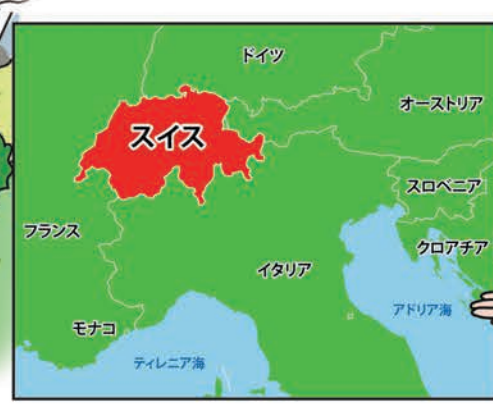 ドイツ
オーストリア
スイス
スロベニア
フランス
クロアチア
イタリア
アドリア海
モナコ
ティレニア海